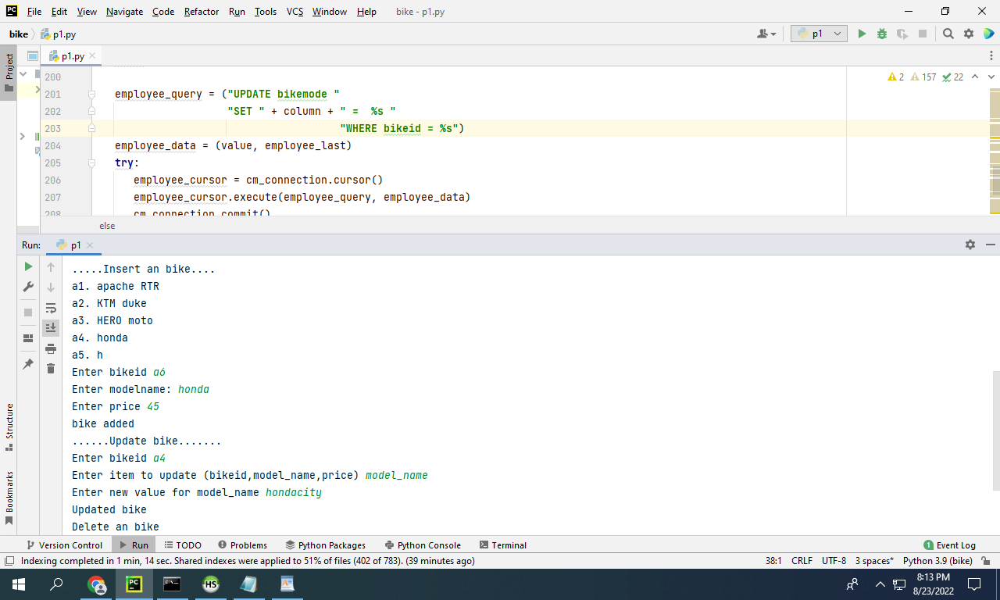 PC File Edit View Navigate Code Refactor Run Tools VCS Window Help bike - p1.py
bike p1.py p1
Project
p1.py
200
201 employee_query = ("UPDATE bikemode "
202 "SET " + column + " =  %s "
203 "WHERE bikeid = %s")
204 employee_data = (value, employee_last)
205 try:
206 employee_cursor = cm_connection.cursor()
207 employee_cursor.execute(employee_query, employee_data)
208 cm_connection.commit()
2 157 22
else
Run: p1
.....Insert an bike....
a1. apache RTR
a2. KTM duke
a3. HERO moto
a4. honda
a5. h
Enter bikeid a6
Enter modelname: honda
Enter price 45
bike added
......Update bike.......
Enter bikeid a4
Enter item to update (bikeid,model_name,price) model_name
Enter new value for model_name hondacity
Updated bike
Delete an bike
Structure
Bookmarks
Version Control Run TODO Problems Python Packages Python Console Terminal 1 Event Log
Indexing completed in 1 min, 14 sec. Shared indexes were applied to 51% of files (402 of 783). (39 minutes ago) 38:1 CRLF UTF-8 3 spaces* Python 3.9 (bike)
PC HS
8:13 PM
8/23/2022